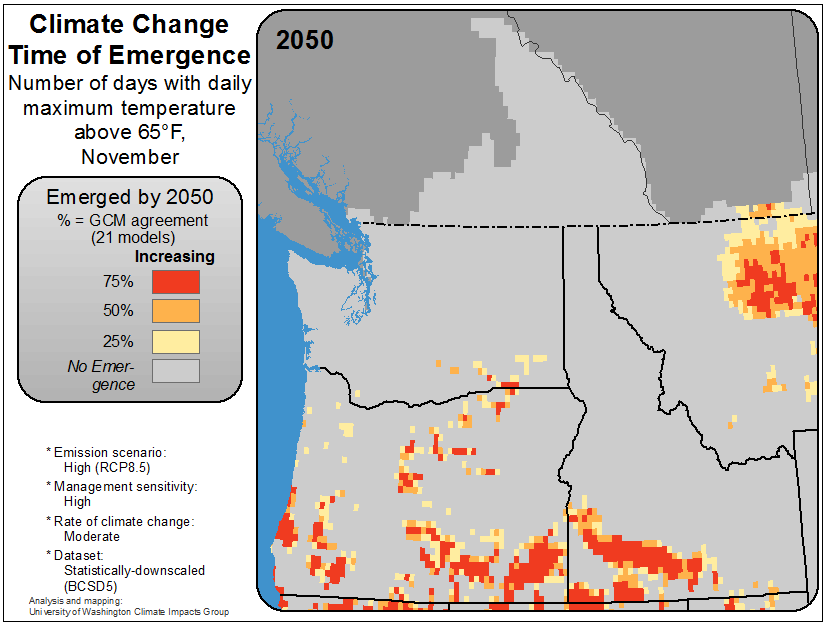 Climate Change
Time of Emergence
Number of days with daily
maximum temperature
above 65°F,
November
2050
Emerged by 2050
% = GCM agreement
(21 models)
Increasing
75%
50%
25%
No Emer-
gence
* Emission scenario:
High (RCP8.5)
* Management sensitivity:
High
* Rate of climate change:
Moderate
* Dataset:
Statistically-downscaled
(BCSD5)
Analysis and mapping:
University of Washington Climate Impacts Group